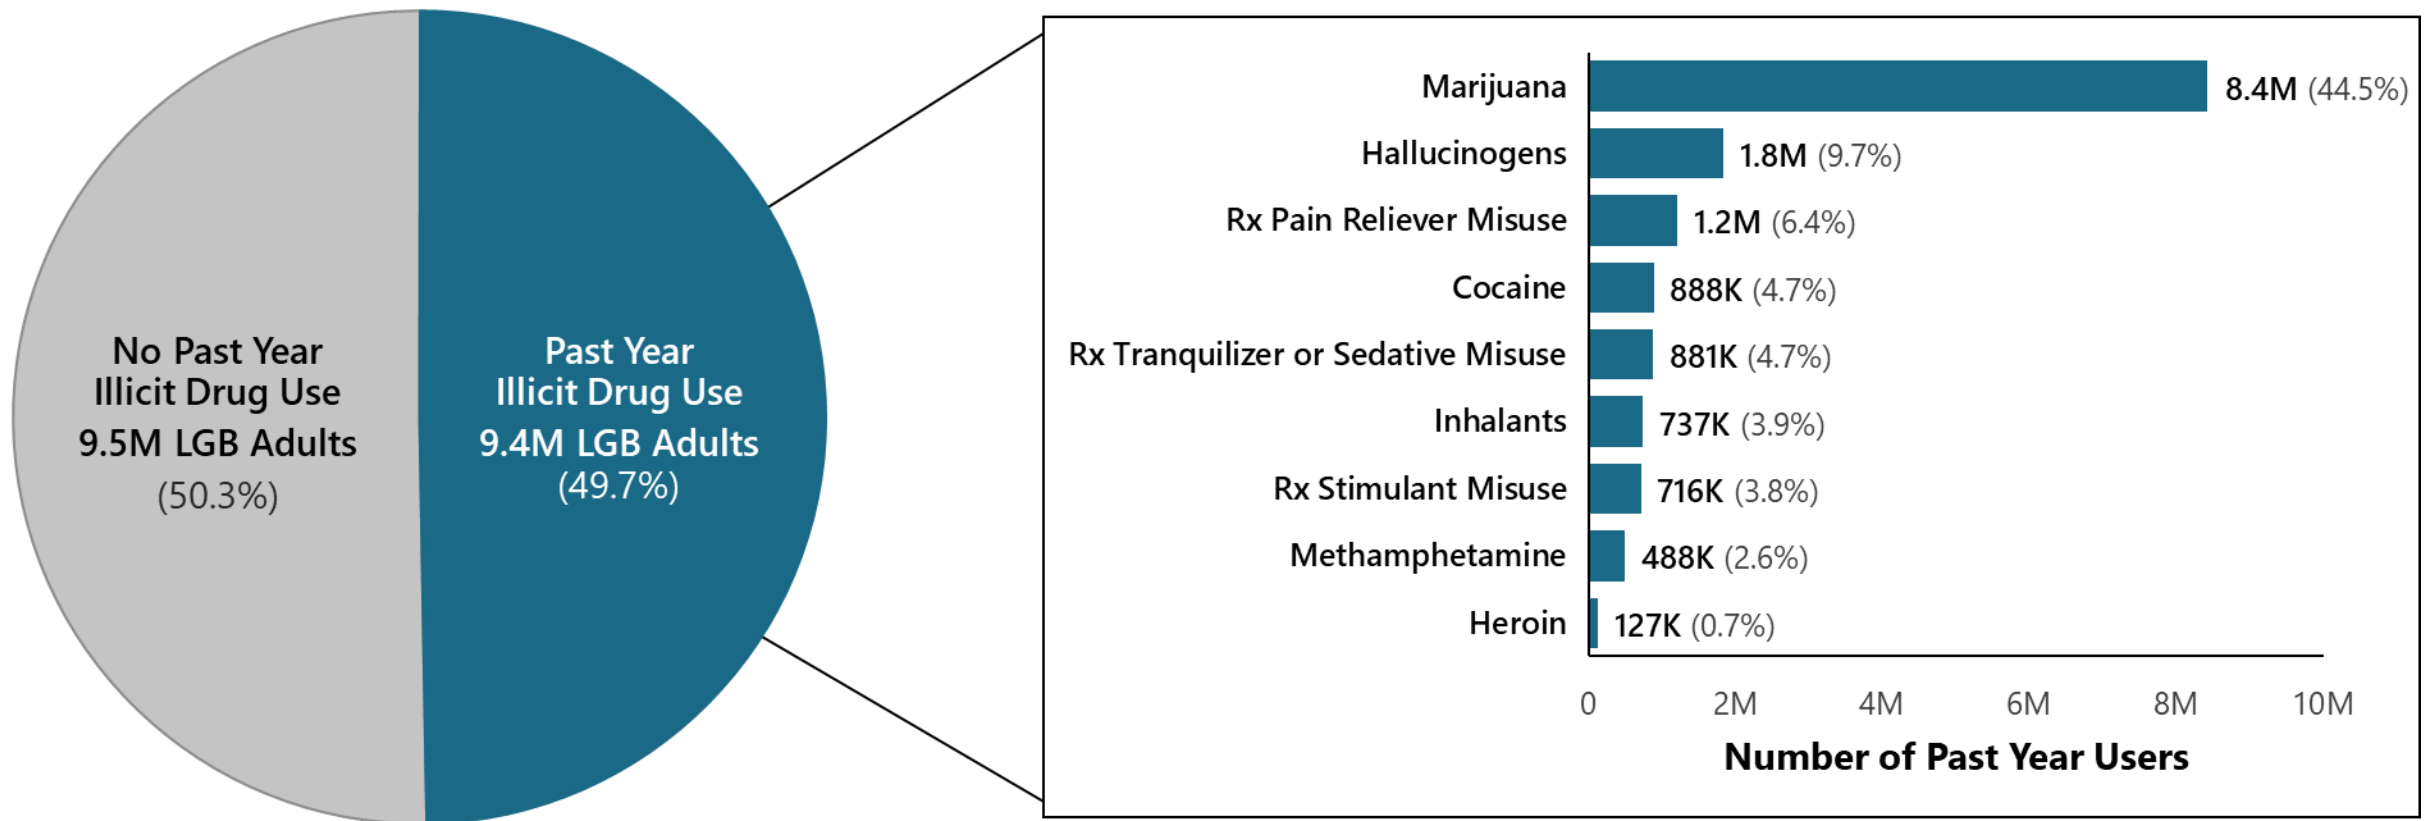 No Past Year
Illicit Drug Use
9.5M LGB Adults
(50.3%)
Past Year
Illicit Drug Use
9.4M LGB Adults
(49.7%)
Marijuana 8.4M (44.5%)
Hallucinogens 1.8M (9.7%)
Rx Pain Reliever Misuse 1.2M (6.4%)
Cocaine 888K (4.7%)
Rx Tranquilizer or Sedative Misuse 881K (4.7%)
Inhalants 737K (3.9%)
Rx Stimulant Misuse 716K (3.8%)
Methamphetamine 488K (2.6%)
Heroin 127K (0.7%)
0 2M 4M 6M 8M 10M
Number of Past Year Users